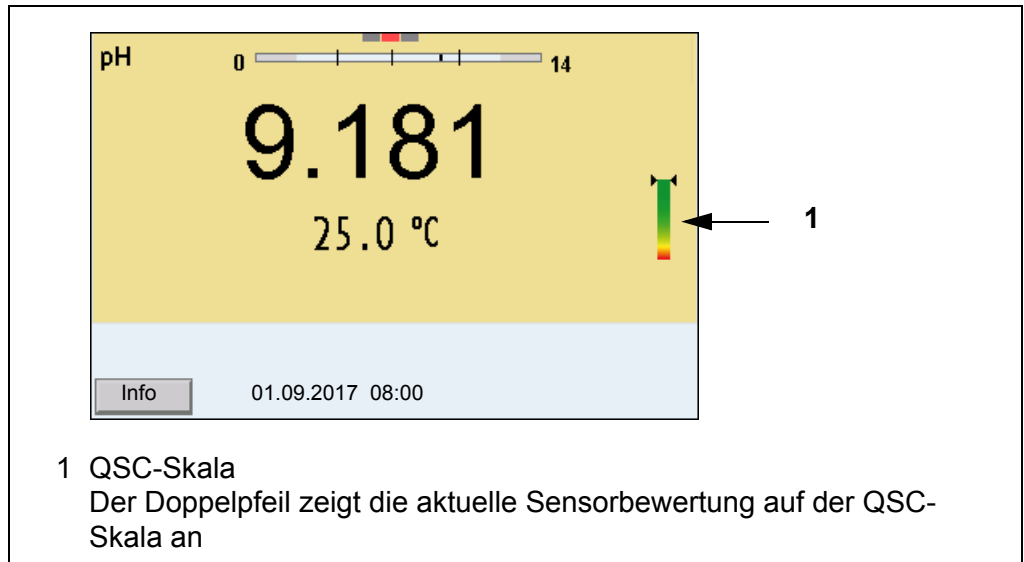 pH
0 14
9.181
25.0 °C
1
Info 01.09.2017 08:00
1 QSC-Skala
Der Doppelpfeil zeigt die aktuelle Sensorbewertung auf der QSC-
Skala an